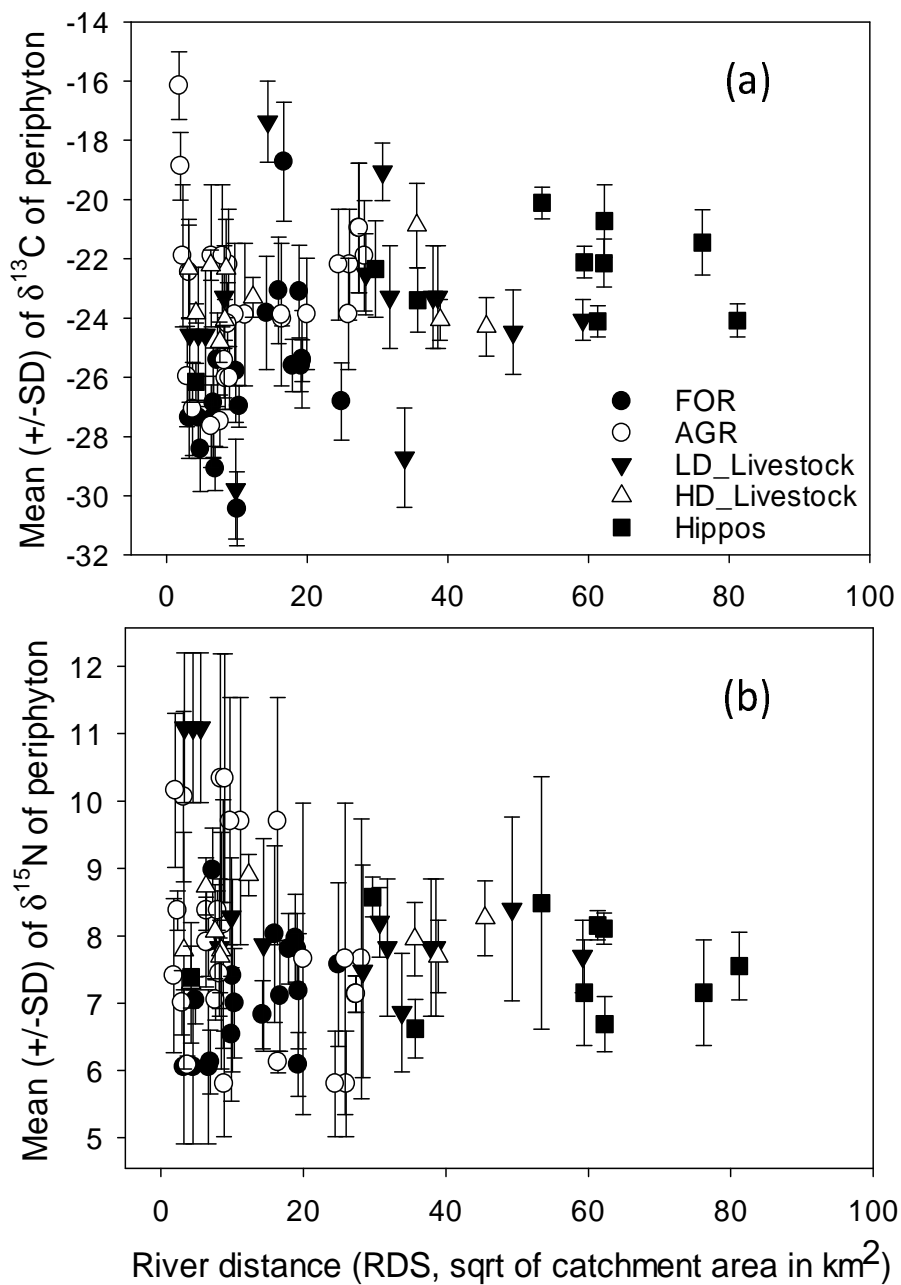 (a)
Mean (+/-SD) of δ¹³C of periphyton
-14
-16
-18
-20
-22
-24
-26
-28
-30
-32
FOR
AGR
LD_Livestock
HD_Livestock
Hippos
0 20 40 60 80 100
(b)
Mean (+/-SD) of δ¹⁵N of periphyton
12
11
10
9
8
7
6
5
0 20 40 60 80 100
River distance (RDS, sqrt of catchment area in km²)